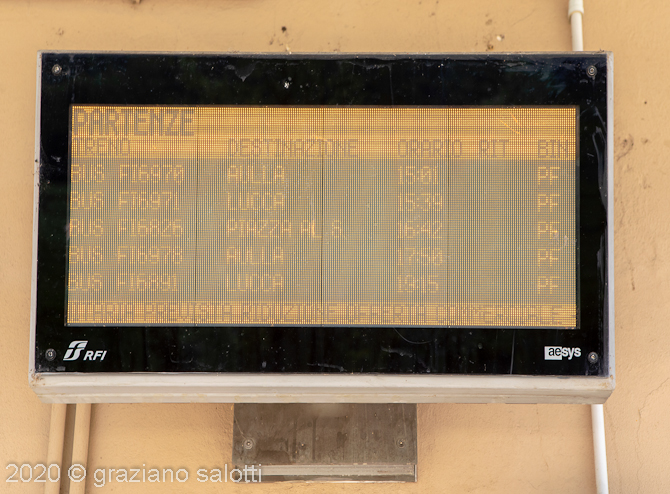 PARTENZE
TRENO DESTINAZIONE ORARIO RIT BIN
BUS FI6970 AULLA 15:01 PF
BUS FI6971 LUCCA 15:39 PF
BUS FI6826 PIAZZA AL S. 16:42 PF
BUS FI6978 AULLA 17:50 PF
BUS FI6891 LUCCA 19:15 PF
ITARIA PREVISTA RIDUZIONE OFFERTA COMMERCIALE
RFI aesys
2020 © graziano salotti